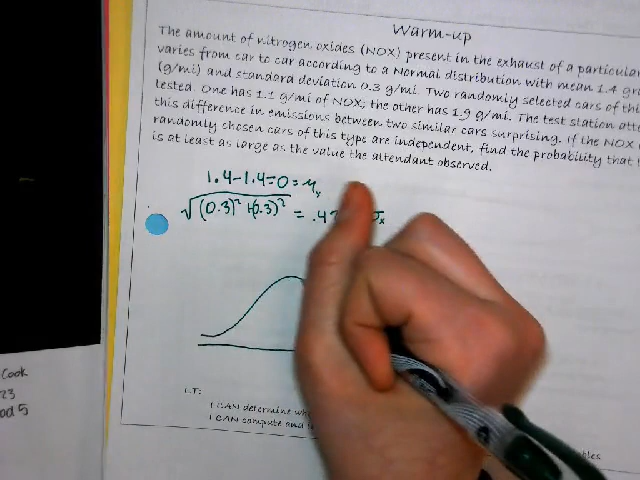 Warm-up
The amount of nitrogen oxides (NOX) present in the exhaust of a particular
varies from car to car according to a Normal distribution with mean 1.4
(g/mi) and standard deviation 0.3 g/mi. Two randomly selected cars of this
tested. One has 1.1 g/mi of NOX; the other has 1.9 g/mi. The test station
this difference in emissions between two similar cars surprising. If the NOX
randomly chosen cars of this type are independent, find the probability that
is at least as large as the value the attendant observed.
1.4-1.4=0=
√(0.3)²+(0.3)² =
Cook
23
od 5
I CAN determine
I CAN compute and